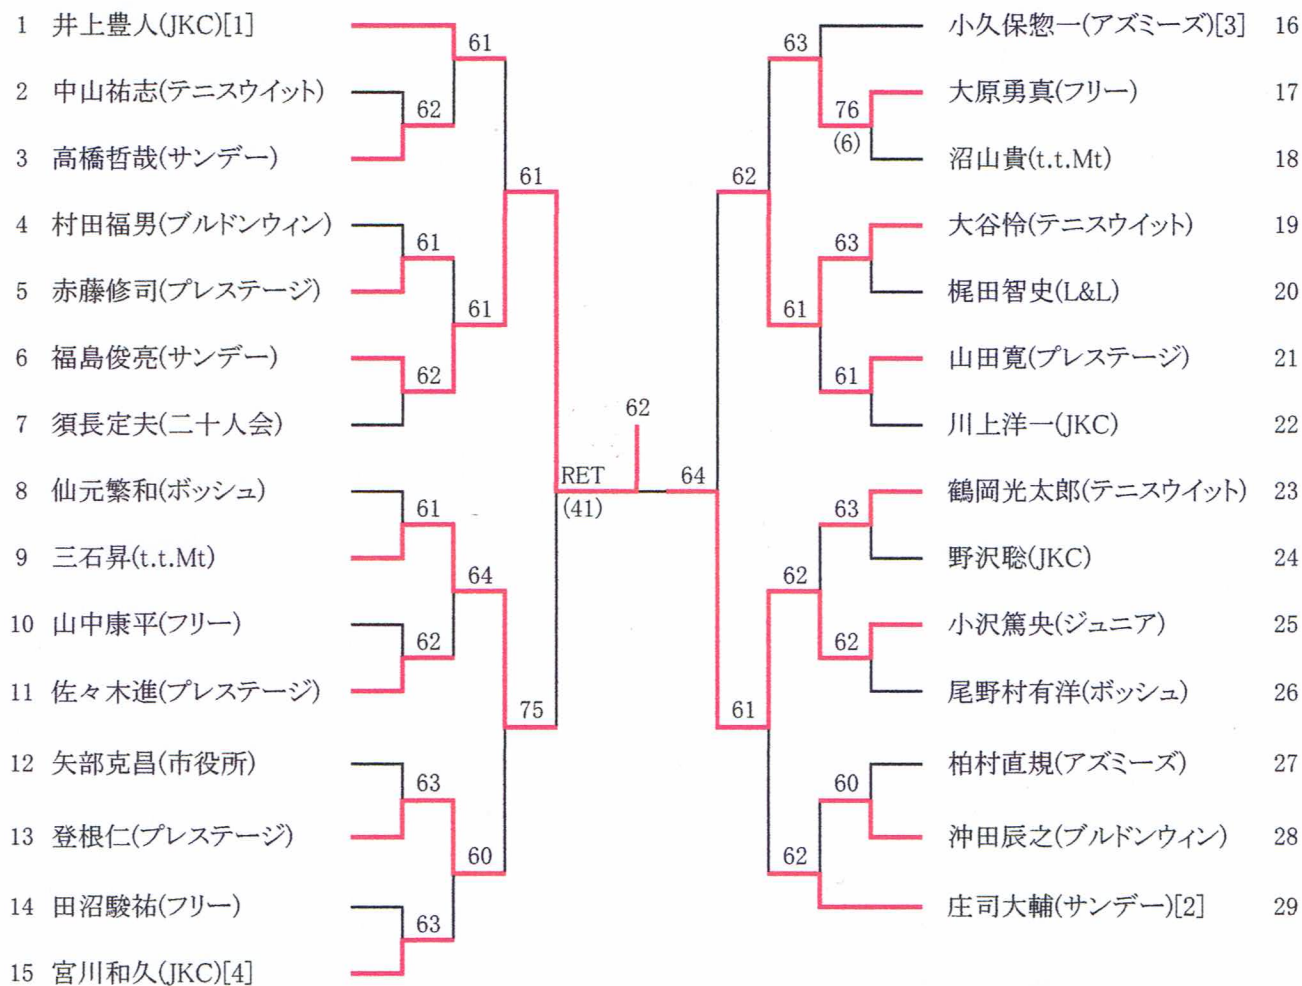 1 井上豊人(JKC)[1]
2 中山祐志(テニスウイット)
3 高橋哲哉(サンデー)
4 村田福男(ブルドンウィン)
5 赤藤修司(プレステージ)
6 福島俊亮(サンデー)
7 須長定夫(二十人会)
8 仙元繁和(ボッシュ)
9 三石昇(t.t.Mt)
10 山中康平(フリー)
11 佐々木進(プレステージ)
12 矢部克昌(市役所)
13 登根仁(プレステージ)
14 田沼駿祐(フリー)
15 宮川和久(JKC)[4]
61
62
61
61
61
62
61
64
62
75
63
60
63
RET
(41)
62
64
63
76
(6)
62
63
61
61
63
62
62
61
60
62
小久保惣一(アズミーズ)[3] 16
大原勇真(フリー) 17
沼山貴(t.t.Mt) 18
大谷怜(テニスウイット) 19
梶田智史(L&L) 20
山田寛(プレステージ) 21
川上洋一(JKC) 22
鶴岡光太郎(テニスウイット) 23
野沢聡(JKC) 24
小沢篤央(ジュニア) 25
尾野村有洋(ボッシュ) 26
柏村直規(アズミーズ) 27
沖田辰之(ブルドンウィン) 28
庄司大輔(サンデー)[2] 29